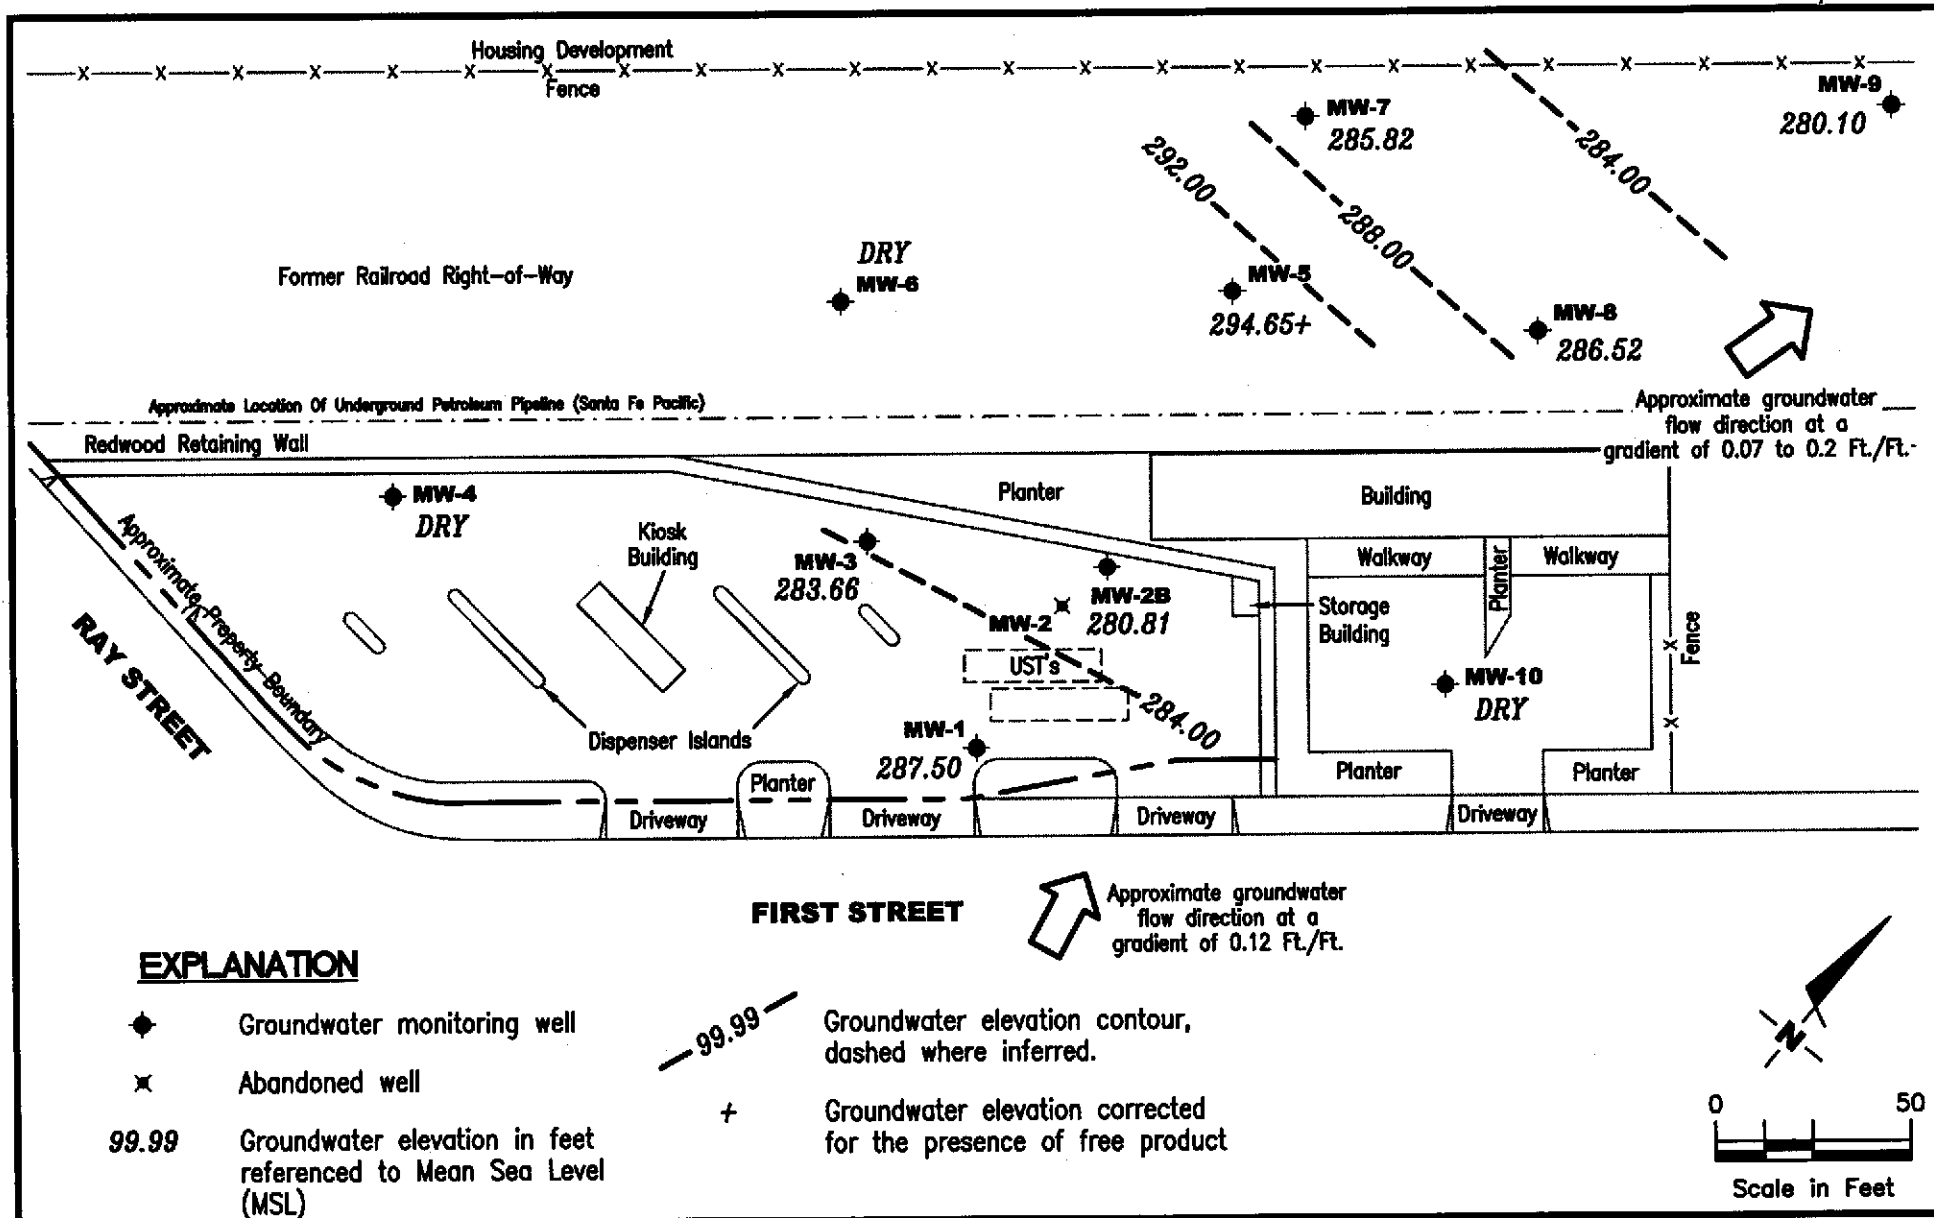 Housing Development
Fence
MW-9
280.10
MW-7
285.82
284.00
292.00
288.00
DRY
MW-6
Former Railroad Right-of-Way
MW-5
294.65+
MW-8
286.52
Approximate Location Of Underground Petroleum Pipeline (Santa Fe Pacific)
Approximate groundwater
flow direction at a
gradient of 0.07 to 0.2 Ft./Ft.
Redwood Retaining Wall
MW-4
DRY
Planter
Building
Approximate Property Boundary
Kiosk
Building
MW-3
283.66
Walkway
Planter
Walkway
MW-2B
280.81
MW-2
Storage
Building
Fence
RAY STREET
UST's
MW-10
DRY
284.00
Dispenser Islands
MW-1
287.50
Planter
Planter
Planter
Driveway
Driveway
Driveway
Driveway
FIRST STREET
Approximate groundwater
flow direction at a
gradient of 0.12 Ft./Ft.
EXPLANATION
Groundwater monitoring well
Abandoned well
99.99
Groundwater elevation in feet
referenced to Mean Sea Level
(MSL)
99.99
Groundwater elevation contour,
dashed where inferred.
+
Groundwater elevation corrected
for the presence of free product
N
0 50
Scale in Feet